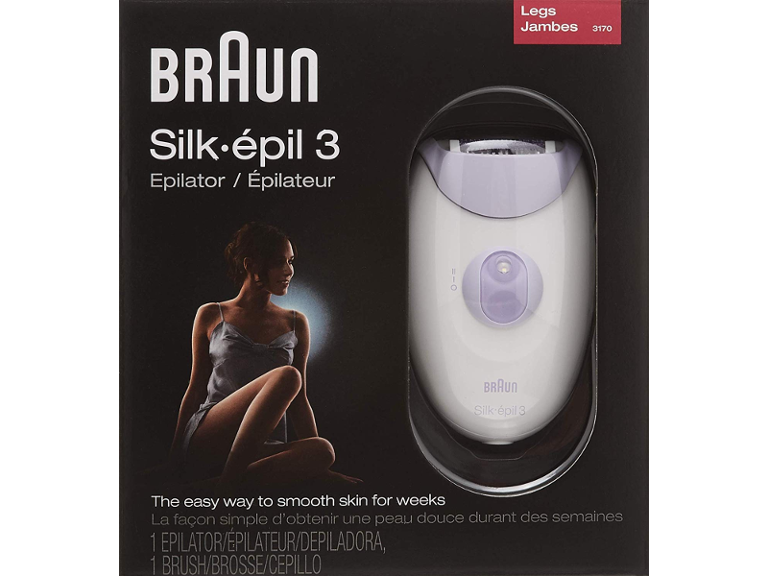 Legs
Jambes 3170
BRAUN
Silk·épil 3
Epilator / Épilateur
II
I
O
BRAUN
Silk·épil 3
The easy way to smooth skin for weeks
La façon simple d'obtenir une peau douce durant des semaines
1 EPILATOR/ÉPILATEUR/DEPILADORA,
1 BRUSH/BROSSE/CEPILLO